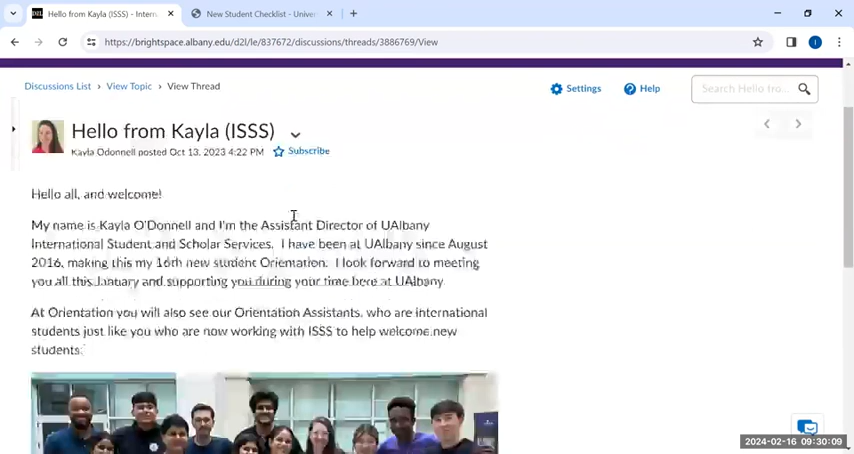 Hello from Kayla (ISSS) - Intern
New Student Checklist - Univer
https://brightspace.albany.edu/d2l/le/837672/discussions/threads/3886769/View
Discussions List › View Topic › View Thread
Settings
Help
Search Hello fro...
Hello from Kayla (ISSS)
Kayla Odonnell posted Oct 13, 2023 4:22 PM
Subscribe
Hello all, and welcome!
My name is Kayla O'Donnell and I'm the Assistant Director of UAlbany
International Student and Scholar Services. I have been at UAlbany since August
2016, making this my 16th new student Orientation. I look forward to meeting
you all this January and supporting you during your time here at UAlbany
At Orientation you will also see our Orientation Assistants, who are international
students just like you who are now working with ISSS to help welcome new
students.
2024-02-16 09:30:09